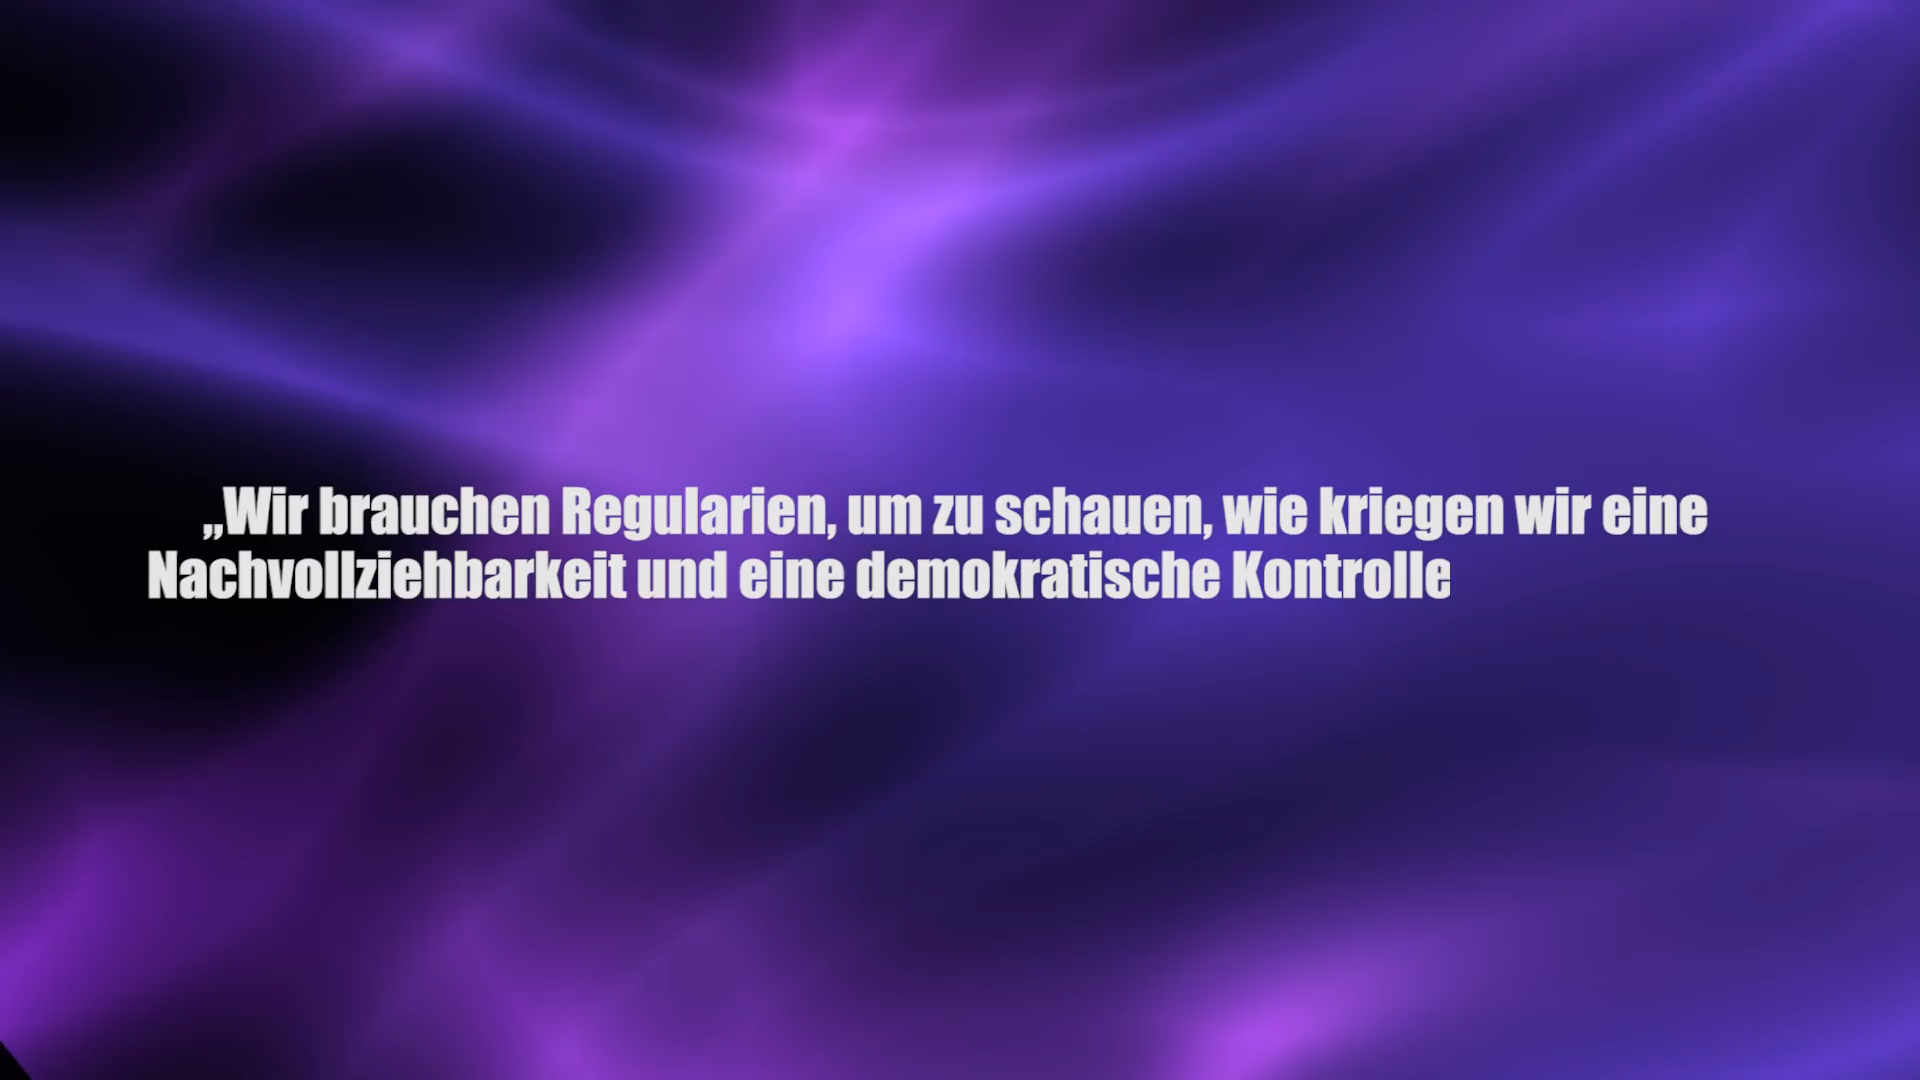 „Wir brauchen Regularien, um zu schauen, wie kriegen wir eine
Nachvollziehbarkeit und eine demokratische Kontrolle